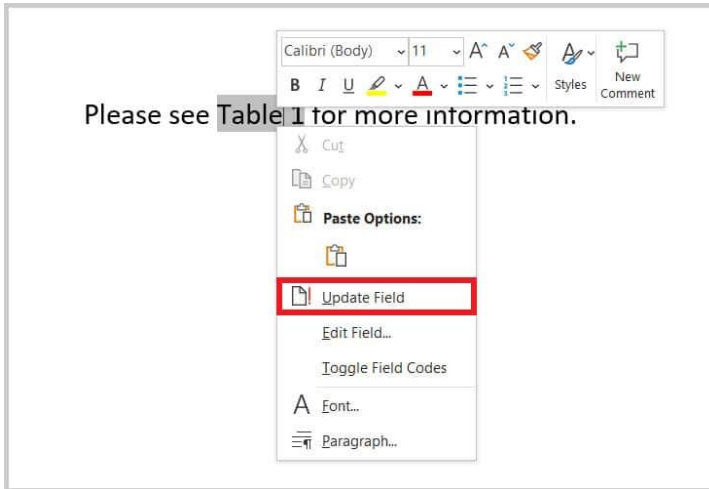 Calibri (Body) 11 A A
B I U A Styles New Comment
Please see Table 1 for more information.
Cut
Copy
Paste Options:
Update Field
Edit Field...
Toggle Field Codes
A Font...
Paragraph...